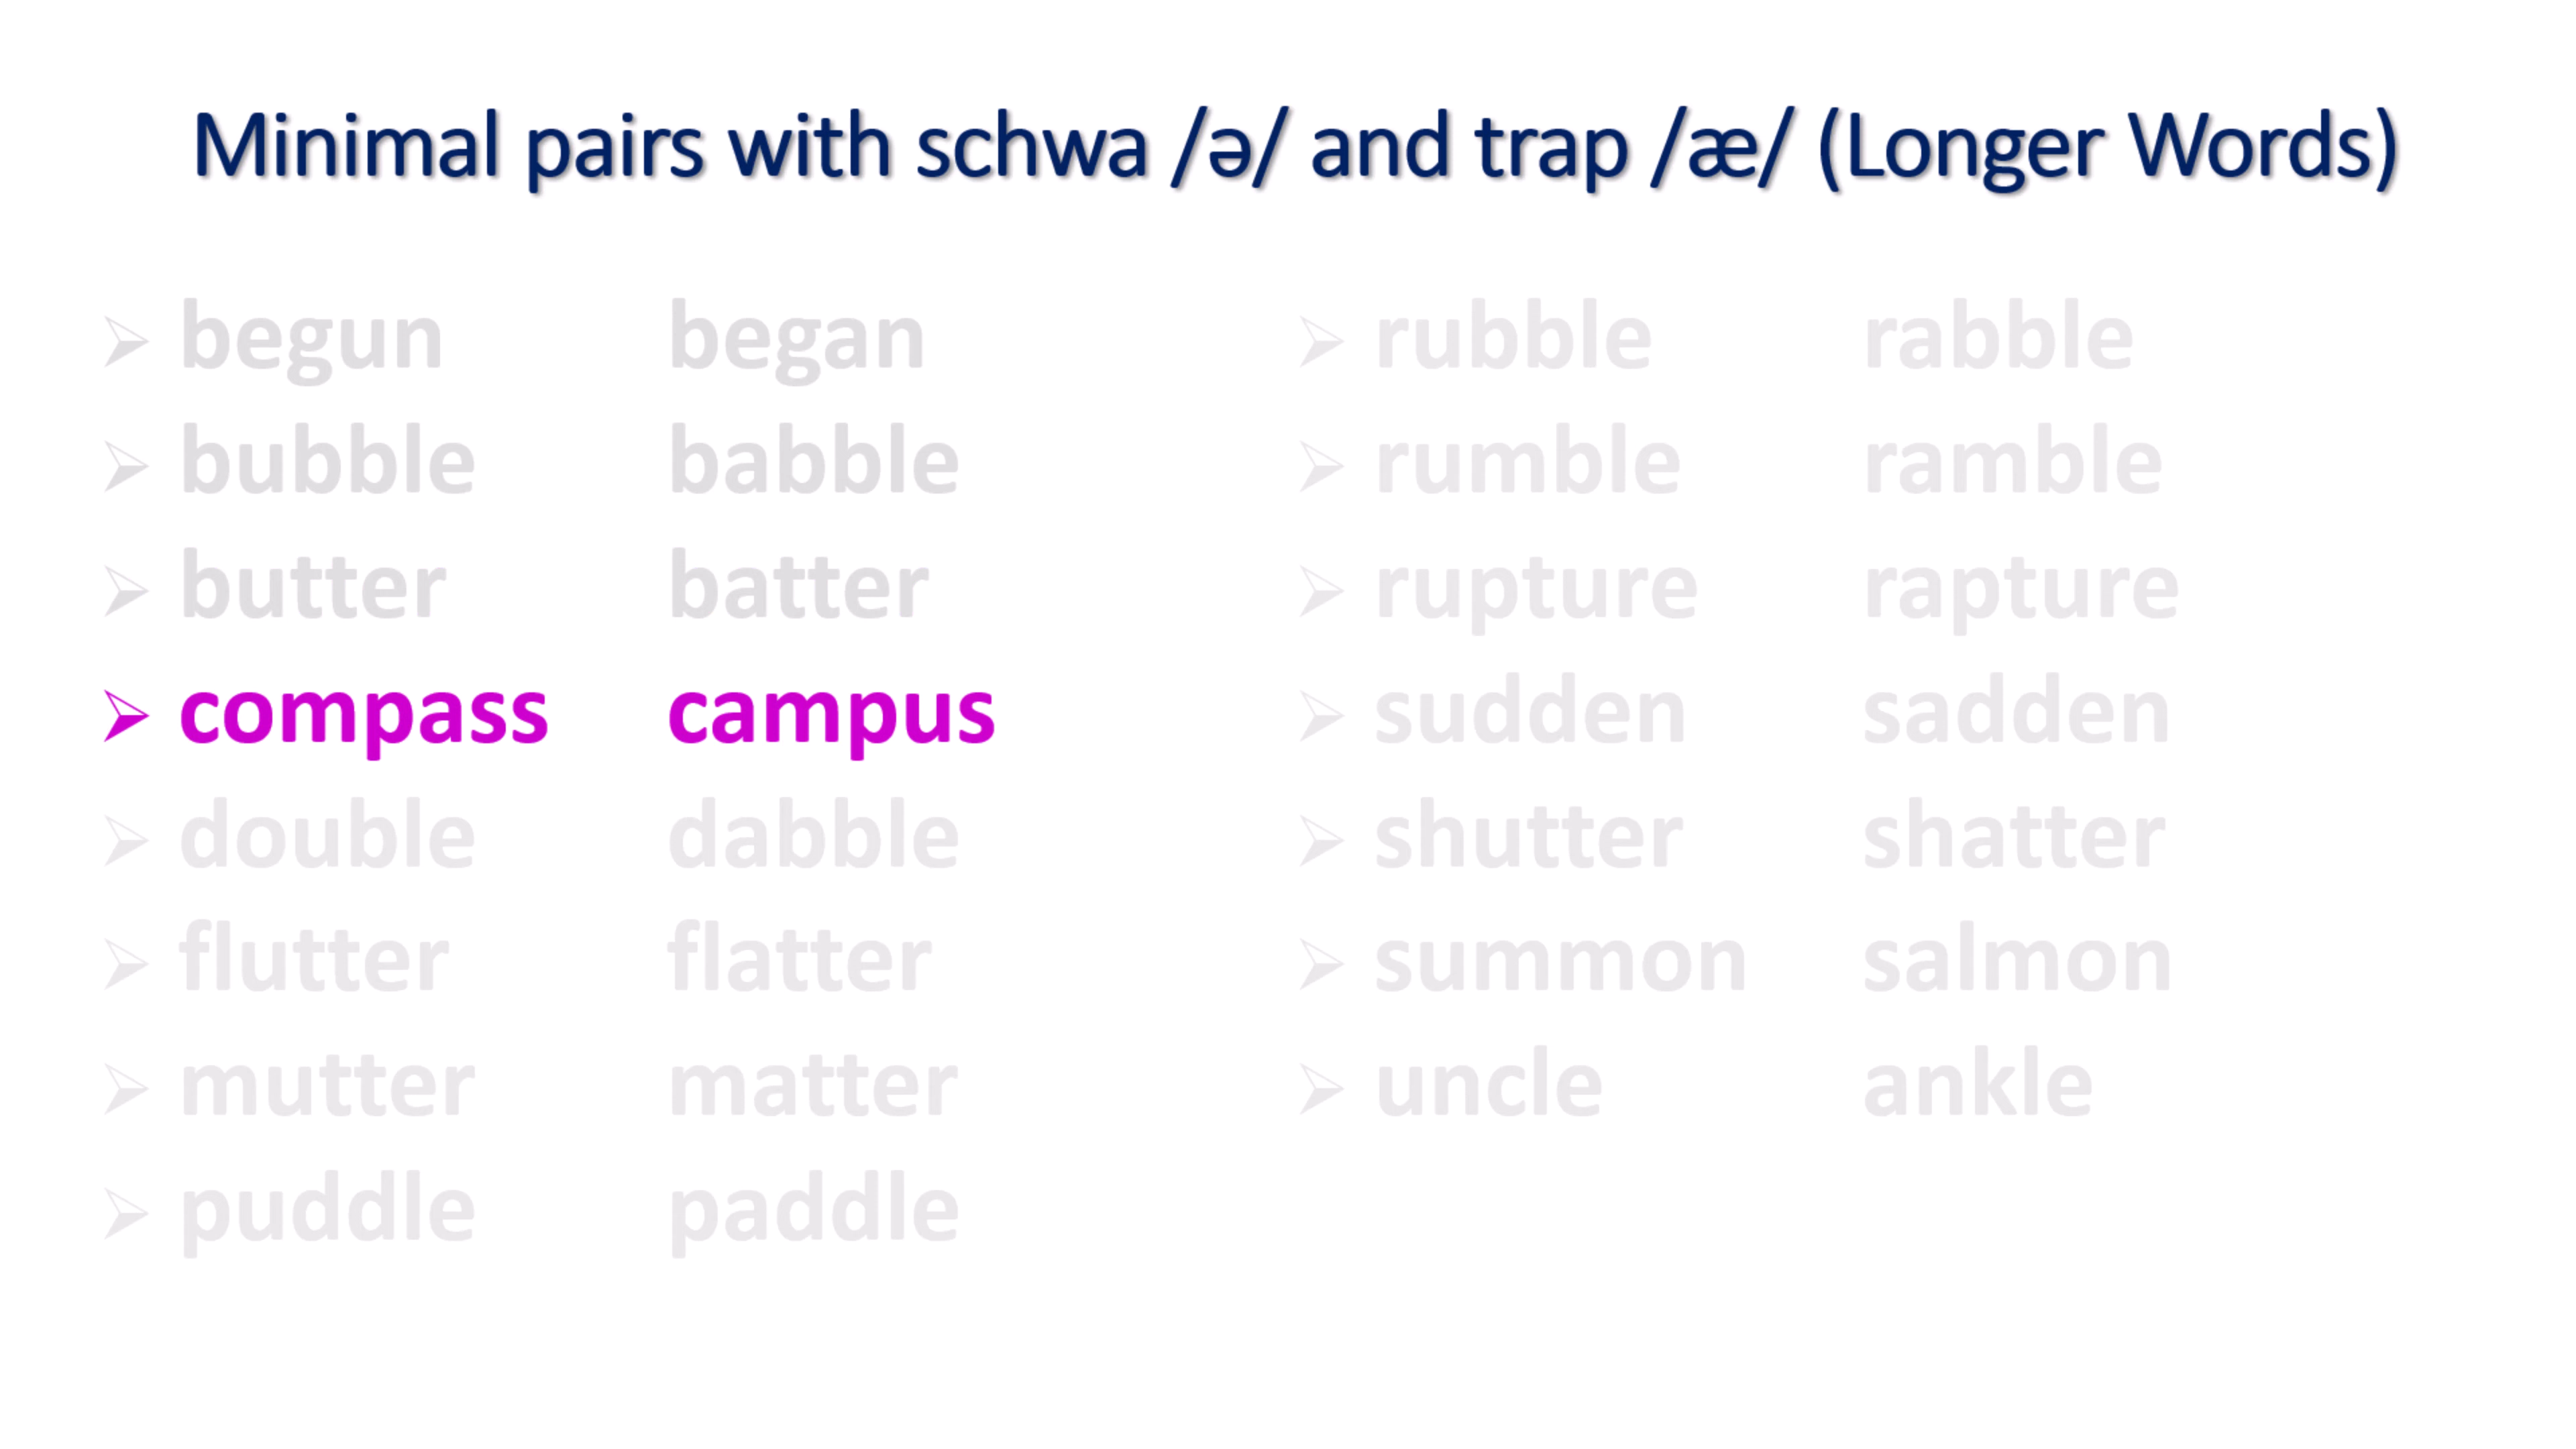 Minimal pairs with schwa /ə/ and trap /æ/ (Longer Words)
begun began
bubble babble
butter batter
compass campus
double dabble
flutter flatter
mutter matter
puddle paddle
rubble rabble
rumble ramble
rupture rapture
sudden sadden
shutter shatter
summon salmon
uncle ankle